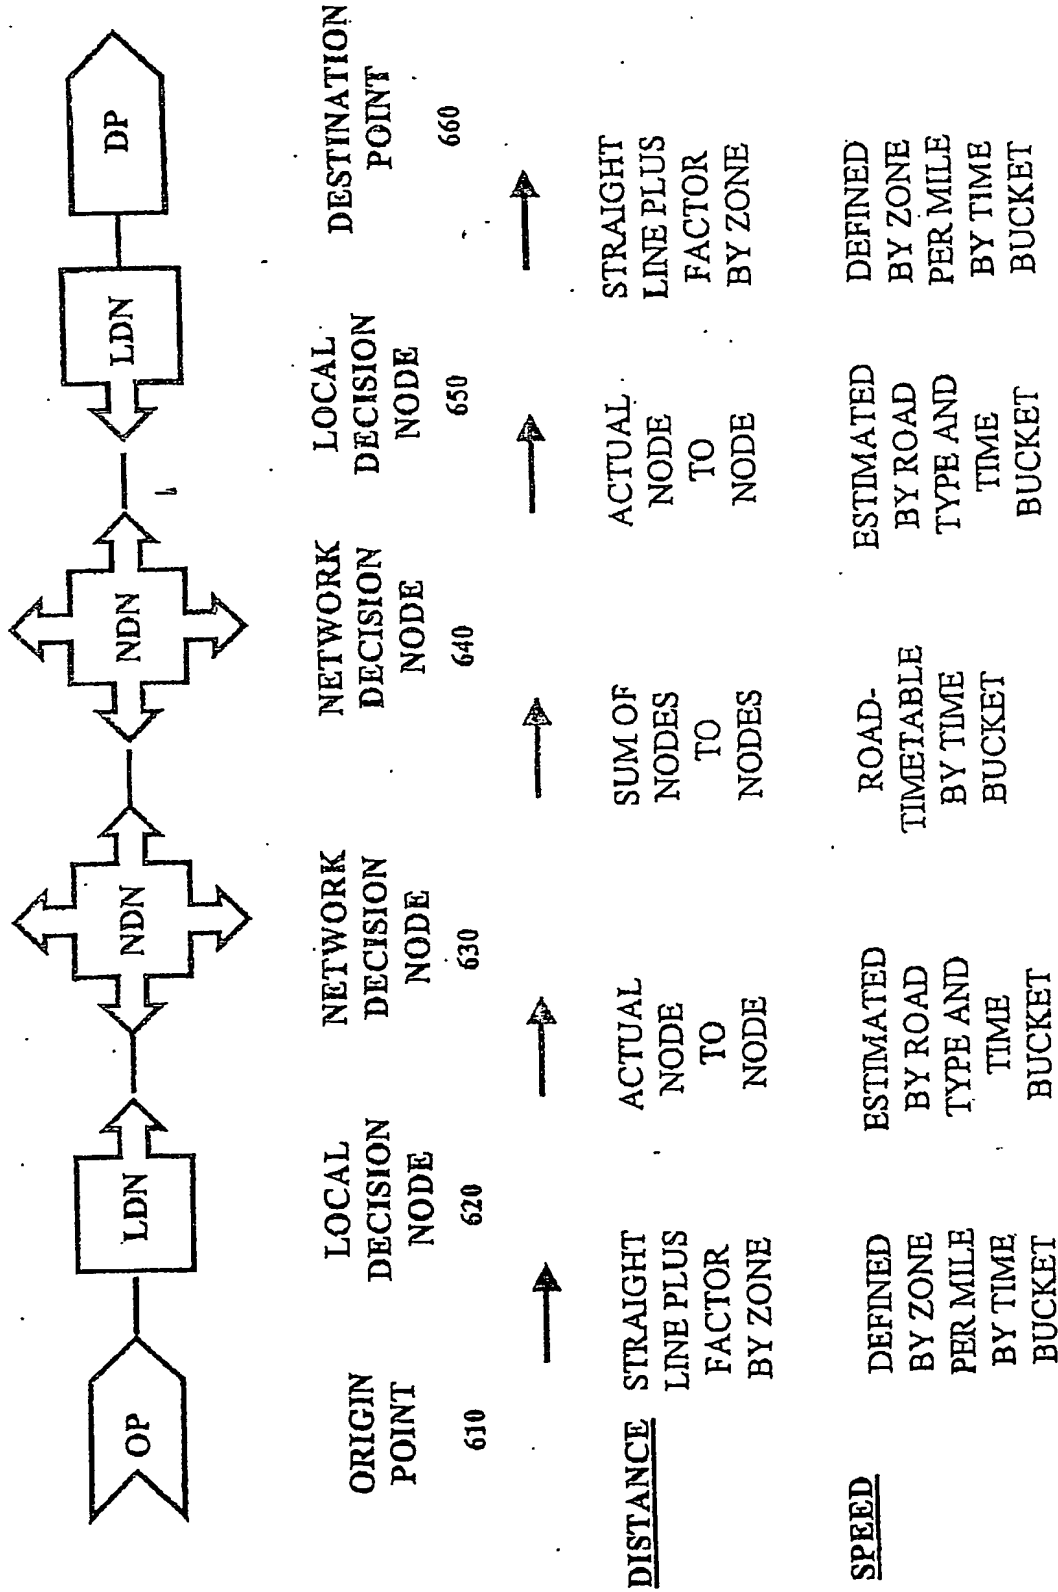 OP
LDN
NDN
NDN
LDN
DP
ORIGIN
POINT
610
LOCAL
DECISION
NODE
620
NETWORK
DECISION
NODE
630
NETWORK
DECISION
NODE
640
LOCAL
DECISION
NODE
650
DESTINATION
POINT
660
DISTANCE
STRAIGHT
LINE PLUS
FACTOR
BY ZONE
ACTUAL
NODE
TO
NODE
SUM OF
NODES
TO
NODES
ACTUAL
NODE
TO
NODE
STRAIGHT
LINE PLUS
FACTOR
BY ZONE
SPEED
DEFINED
BY ZONE
PER MILE
BY TIME
BUCKET
ESTIMATED
BY ROAD
TYPE AND
TIME
BUCKET
ROAD-
TIMETABLE
BY TIME
BUCKET
ESTIMATED
BY ROAD
TYPE AND
TIME
BUCKET
DEFINED
BY ZONE
PER MILE
BY TIME
BUCKET